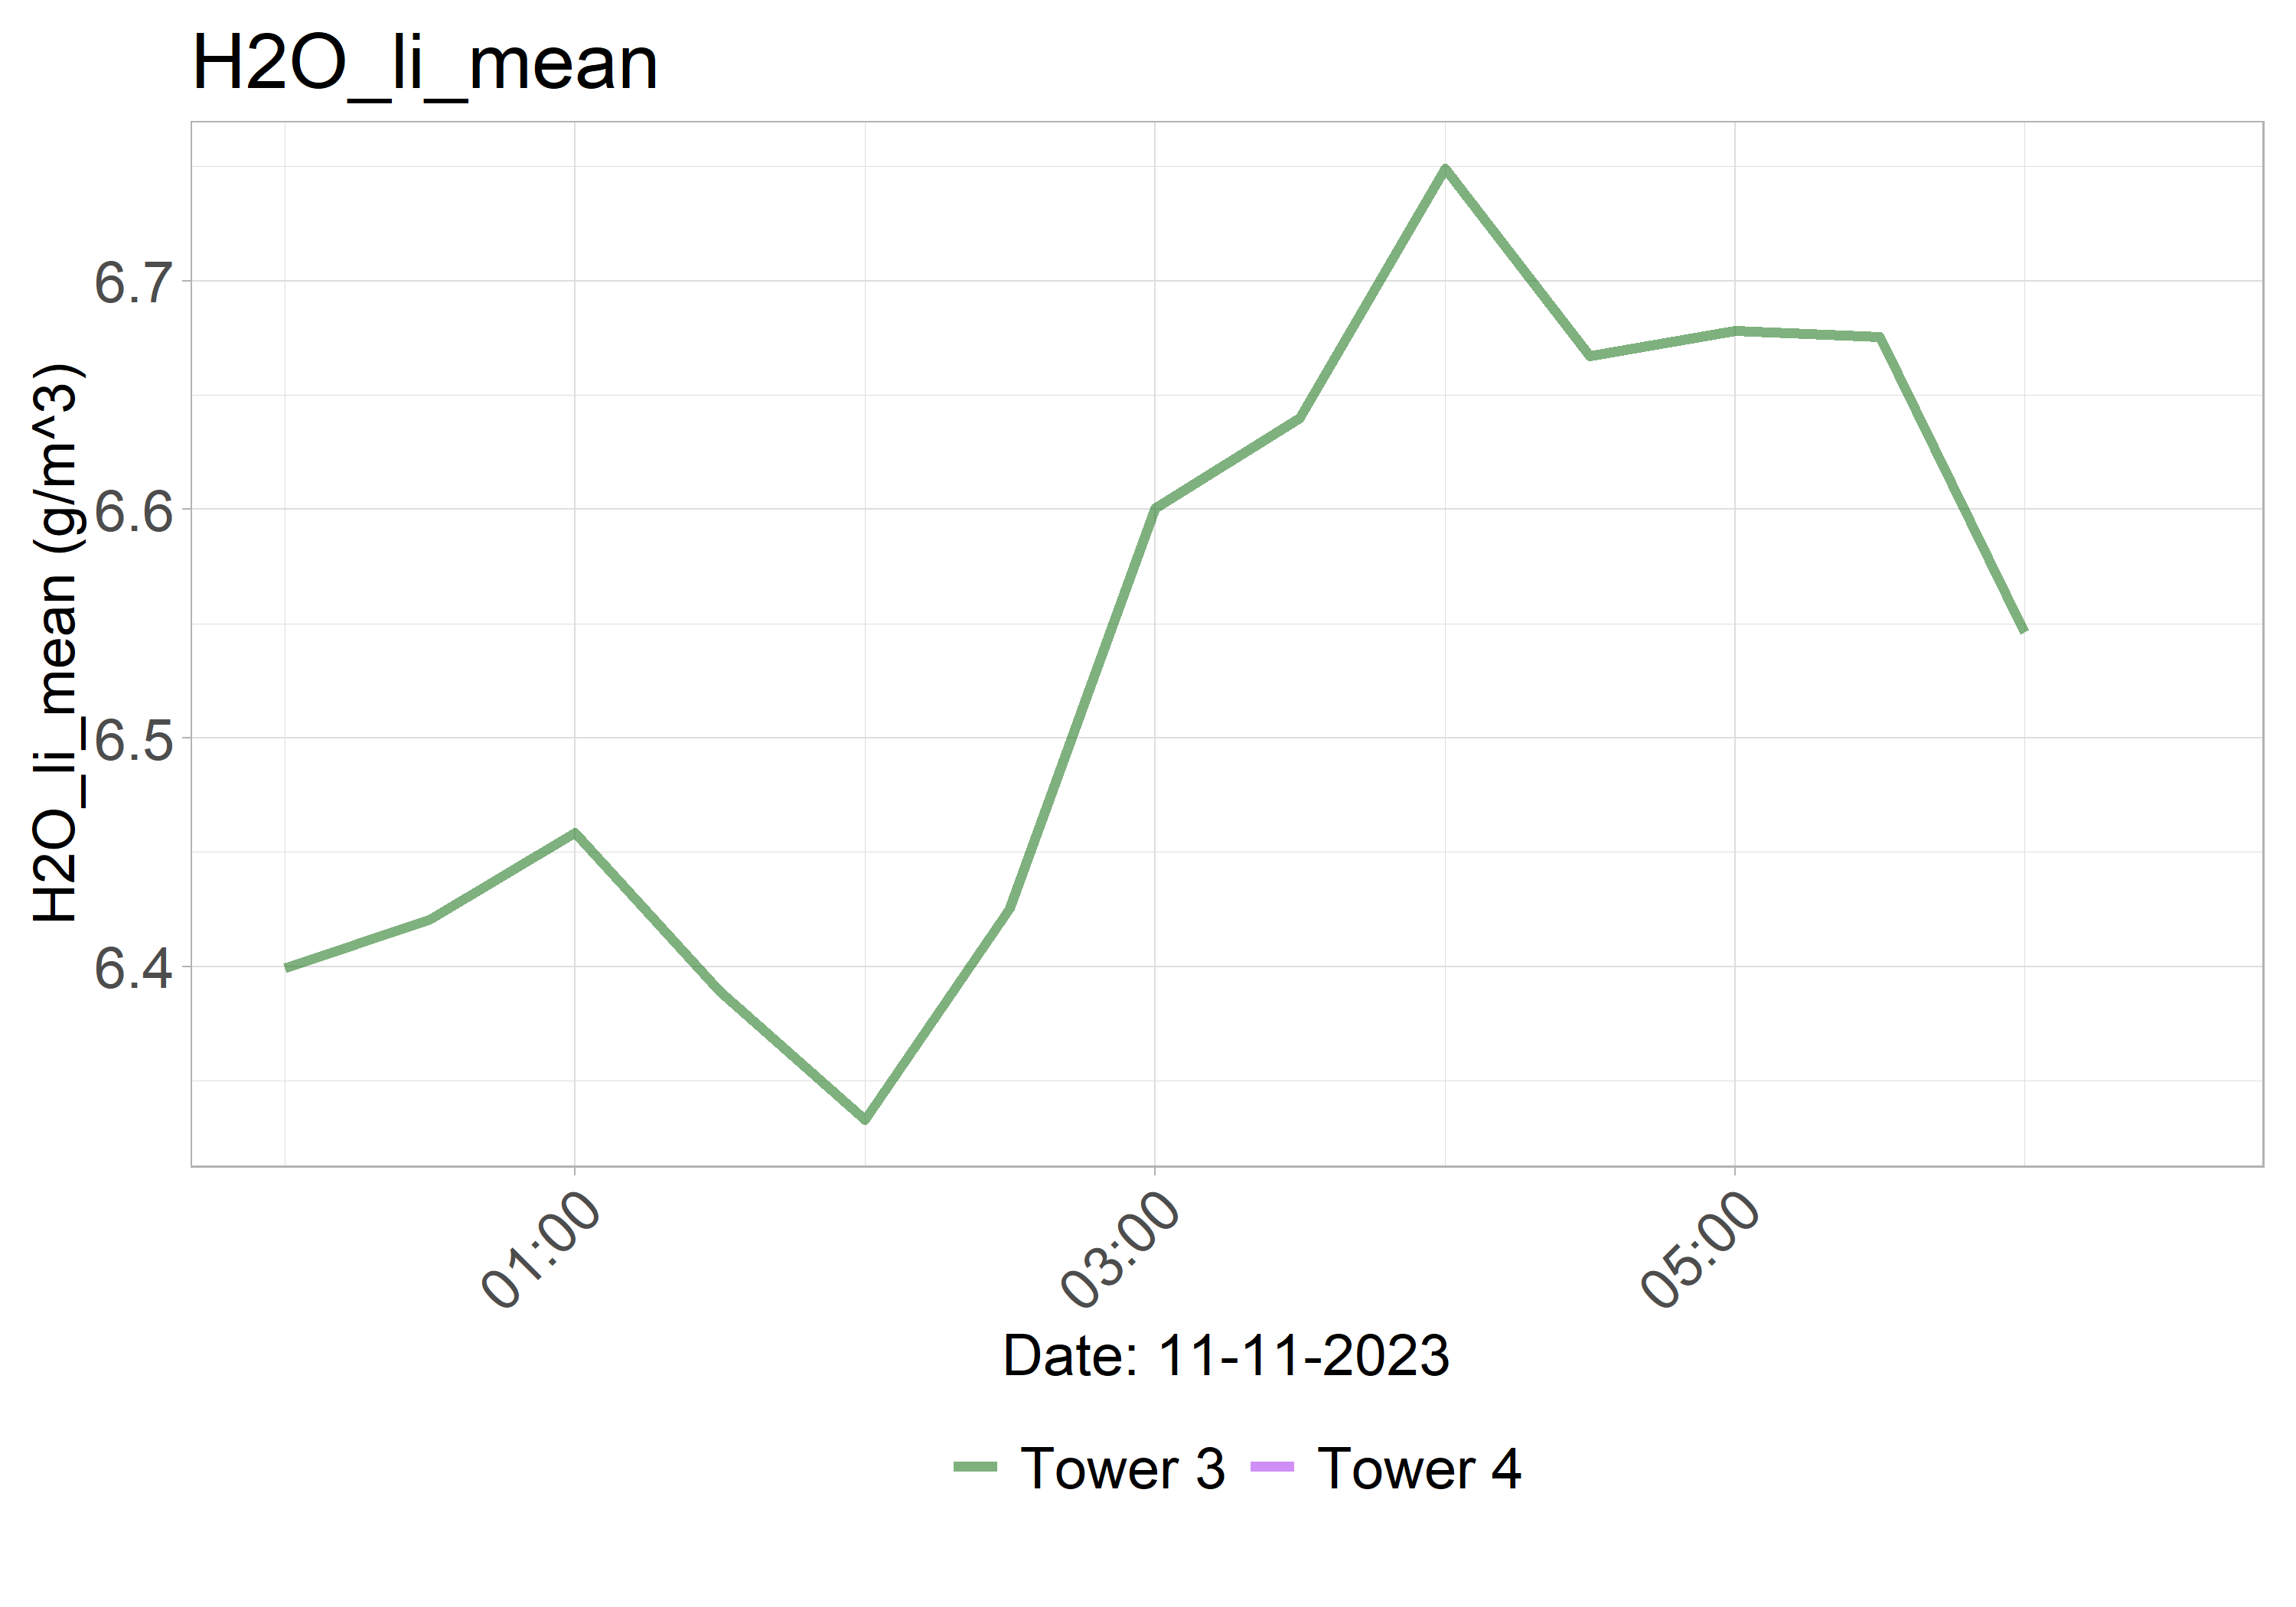 H2O_li_mean
H2O_li_mean (g/m^3)
6.7
6.6
6.5
6.4
01:00
03:00
05:00
Date: 11-11-2023
Tower 3
Tower 4